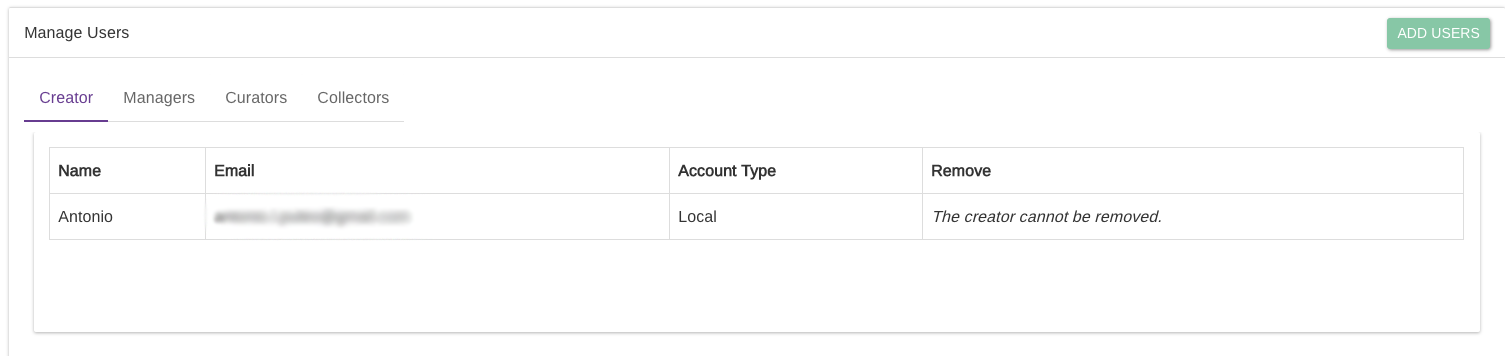 Manage Users
ADD USERS
Creator Managers Curators Collectors
Name Email Account Type Remove
Antonio Local The creator cannot be removed.